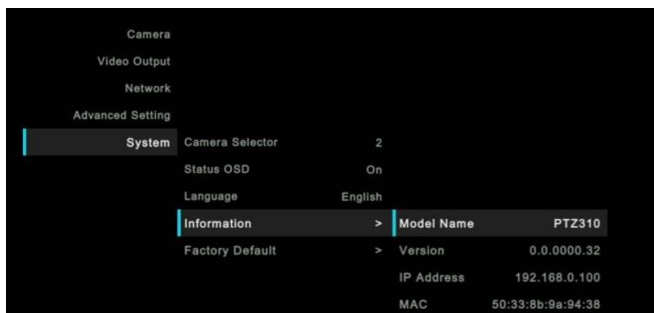 Camera
Video Output
Network
Advanced Setting
System Camera Selector 2
Status OSD On
Language English
Information > Model Name PTZ310
Factory Default > Version 0.0.0000.32
IP Address 192.168.0.100
MAC 50:33:8b:9a:94:38